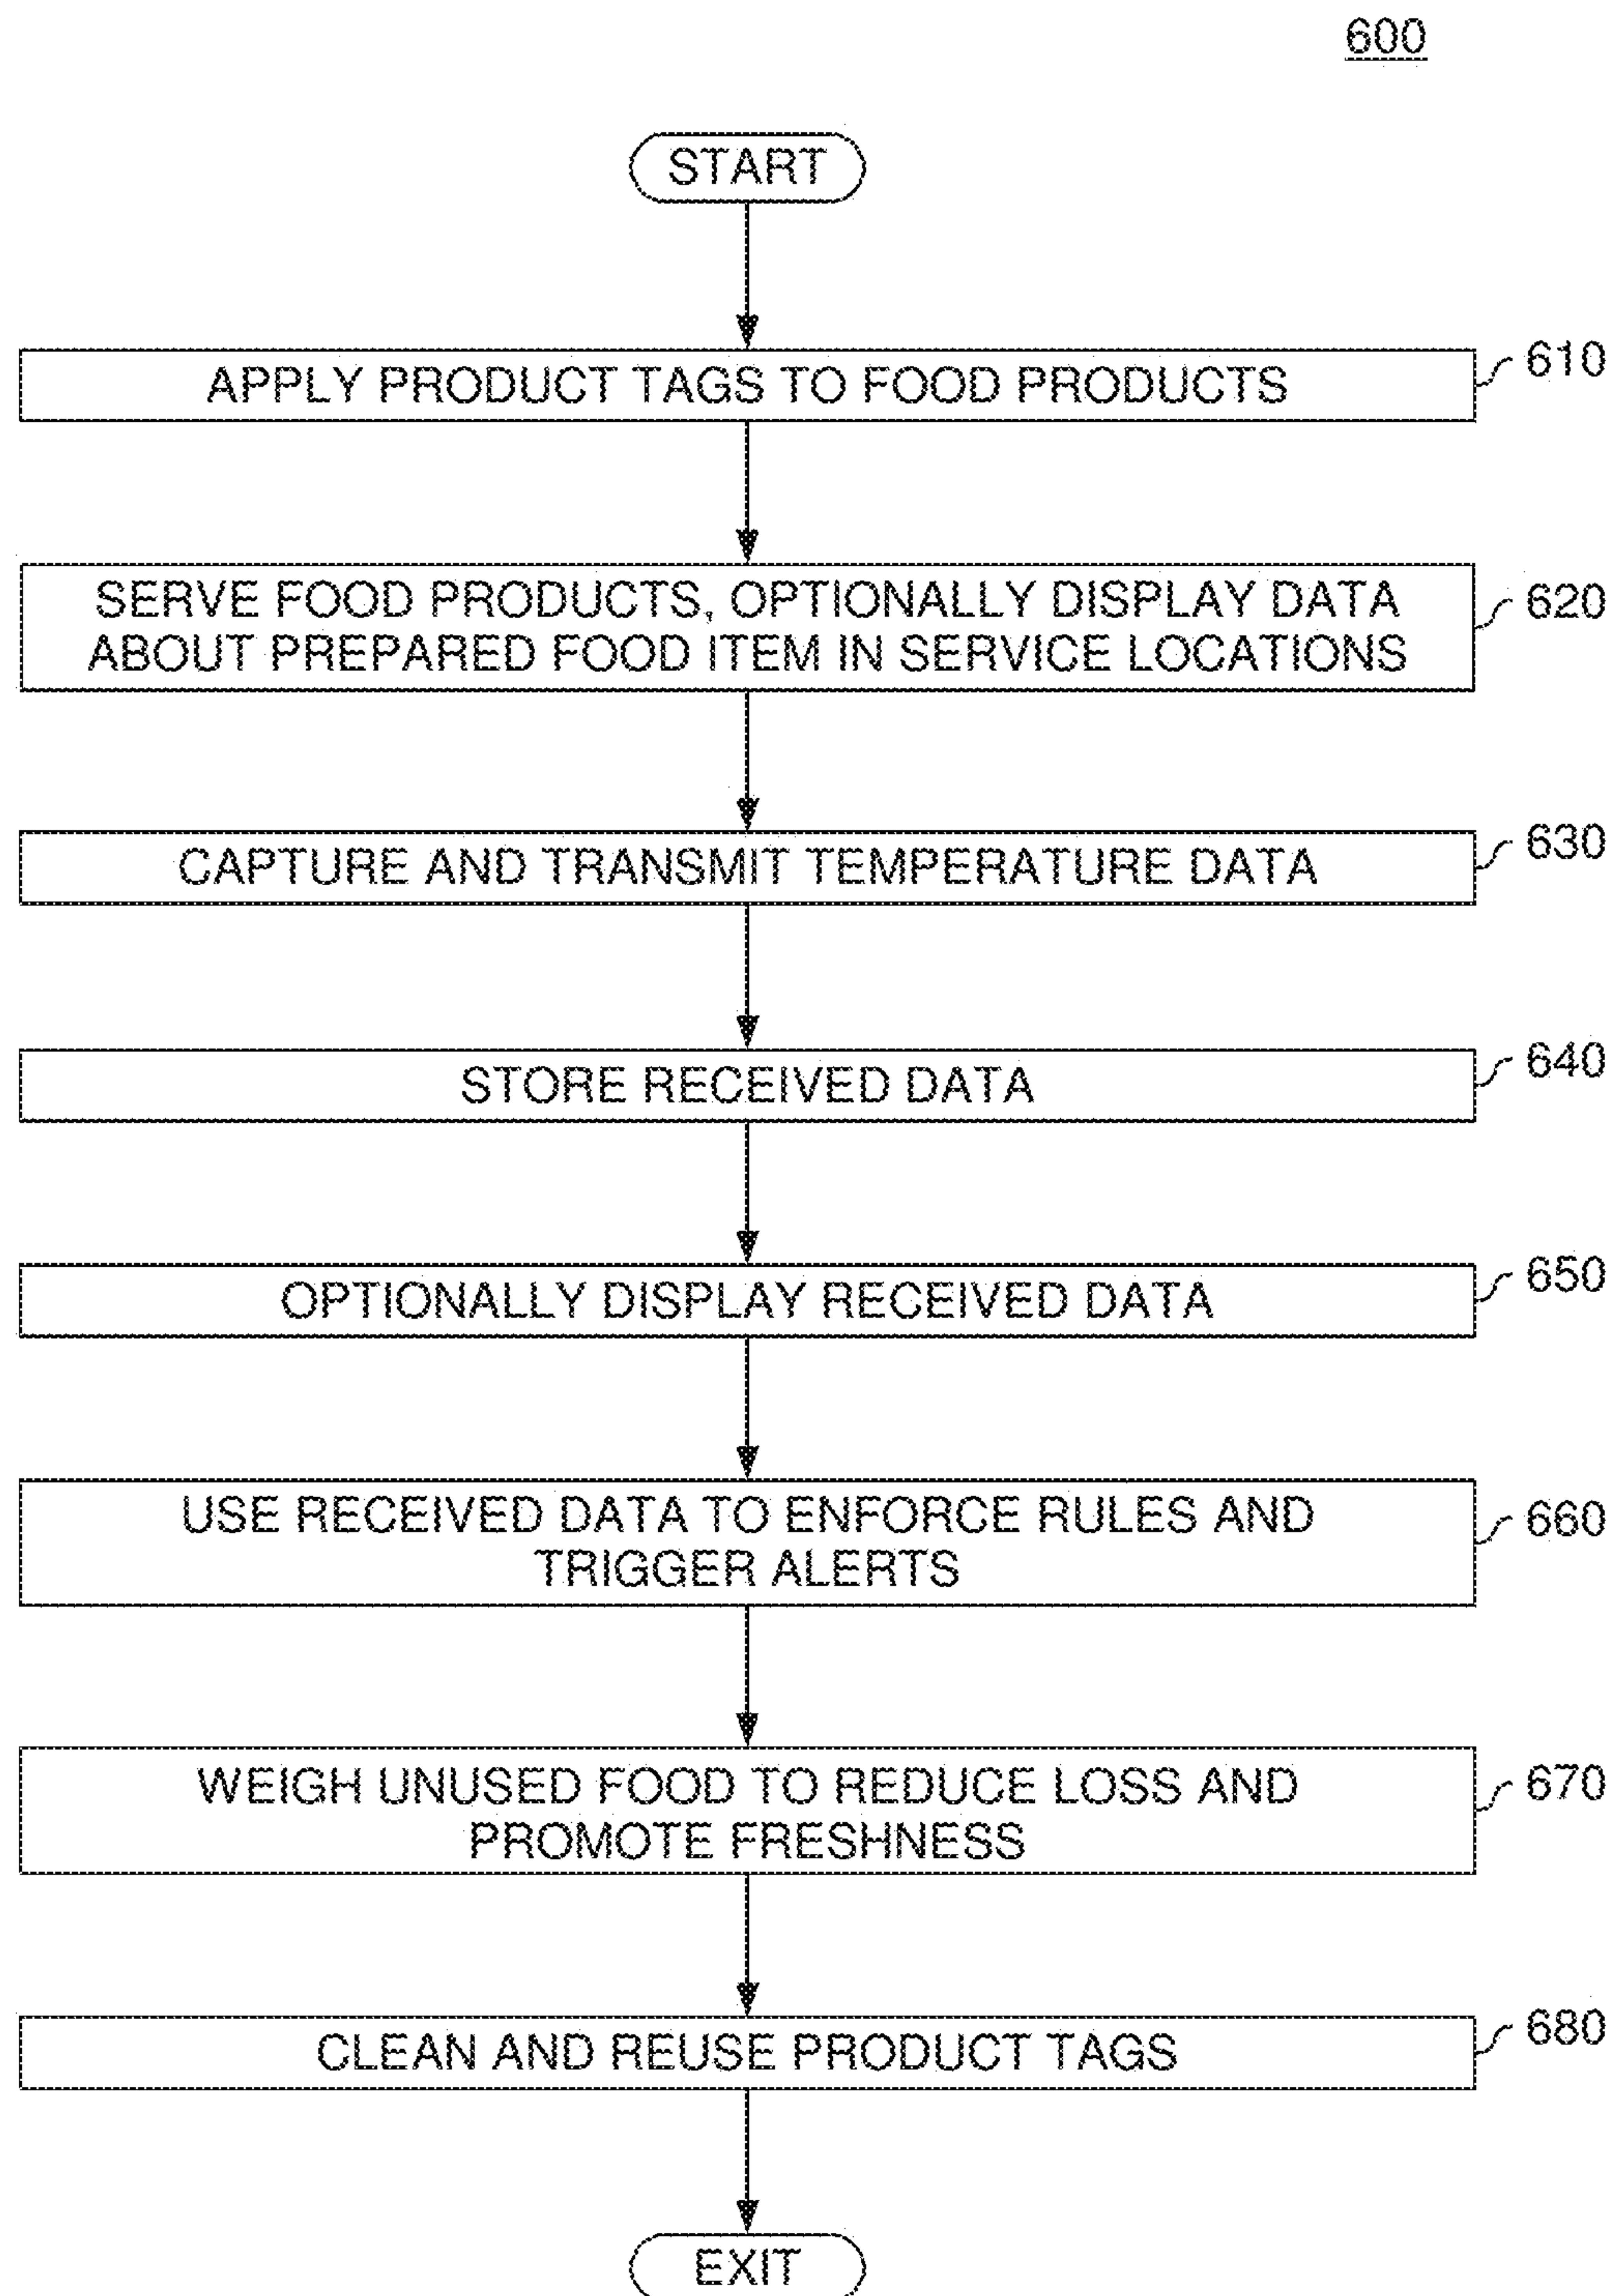 600
START
APPLY PRODUCT TAGS TO FOOD PRODUCTS
610
SERVE FOOD PRODUCTS, OPTIONALLY DISPLAY DATA
ABOUT PREPARED FOOD ITEM IN SERVICE LOCATIONS
620
CAPTURE AND TRANSMIT TEMPERATURE DATA
630
STORE RECEIVED DATA
640
OPTIONALLY DISPLAY RECEIVED DATA
650
USE RECEIVED DATA TO ENFORCE RULES AND
TRIGGER ALERTS
660
WEIGH UNUSED FOOD TO REDUCE LOSS AND
PROMOTE FRESHNESS
670
CLEAN AND REUSE PRODUCT TAGS
680
EXIT